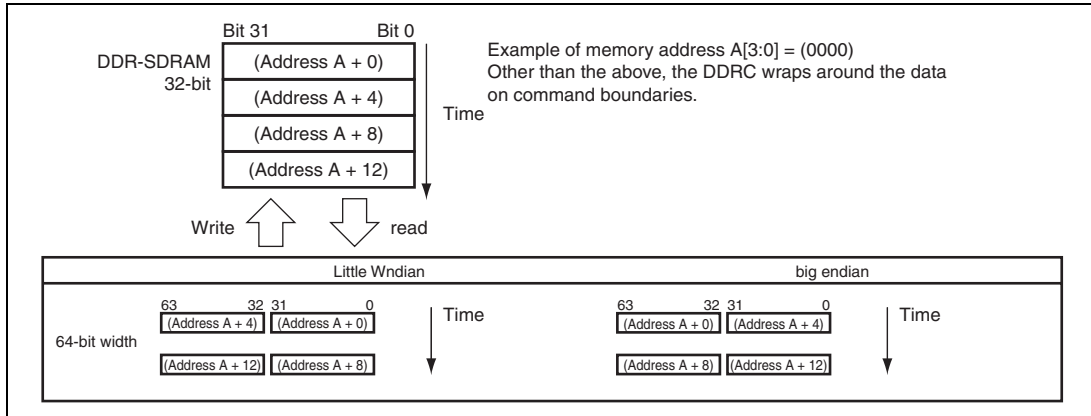 Bit 31 Bit 0
DDR-SDRAM
32-bit
(Address A + 0)
(Address A + 4)
(Address A + 8)
(Address A + 12)
Time
Example of memory address A[3:0] = (0000)
Other than the above, the DDRC wraps around the data
on command boundaries.
Write read
Little Wndian big endian
64-bit width
63 32 31 0
(Address A + 4) (Address A + 0)
(Address A + 12) (Address A + 8)
Time
63 32 31 0
(Address A + 0) (Address A + 4)
(Address A + 8) (Address A + 12)
Time